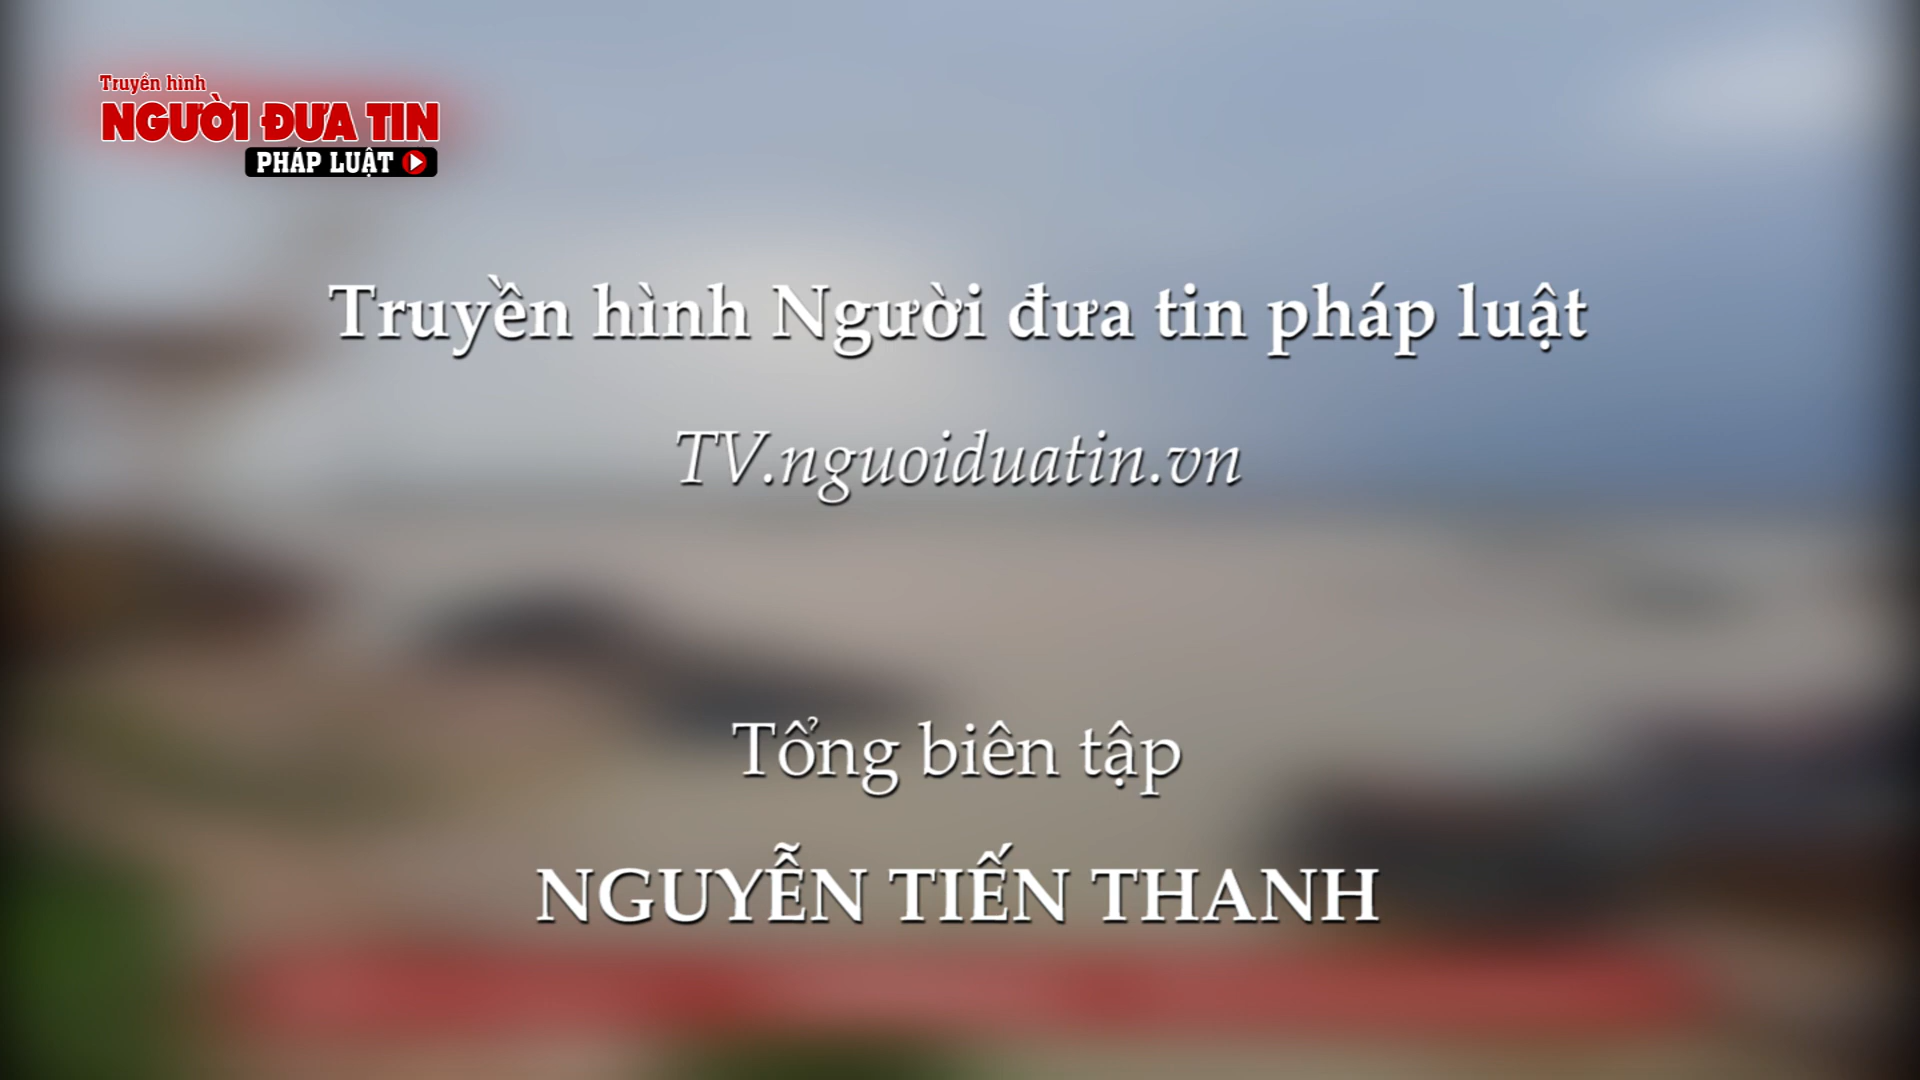 Truyền hình
NGƯỜI ĐƯA TIN
PHÁP LUẬT
Truyền hình Người đưa tin pháp luật
TV.nguoiduatin.vn
Tổng biên tập
NGUYỄN TIẾN THANH